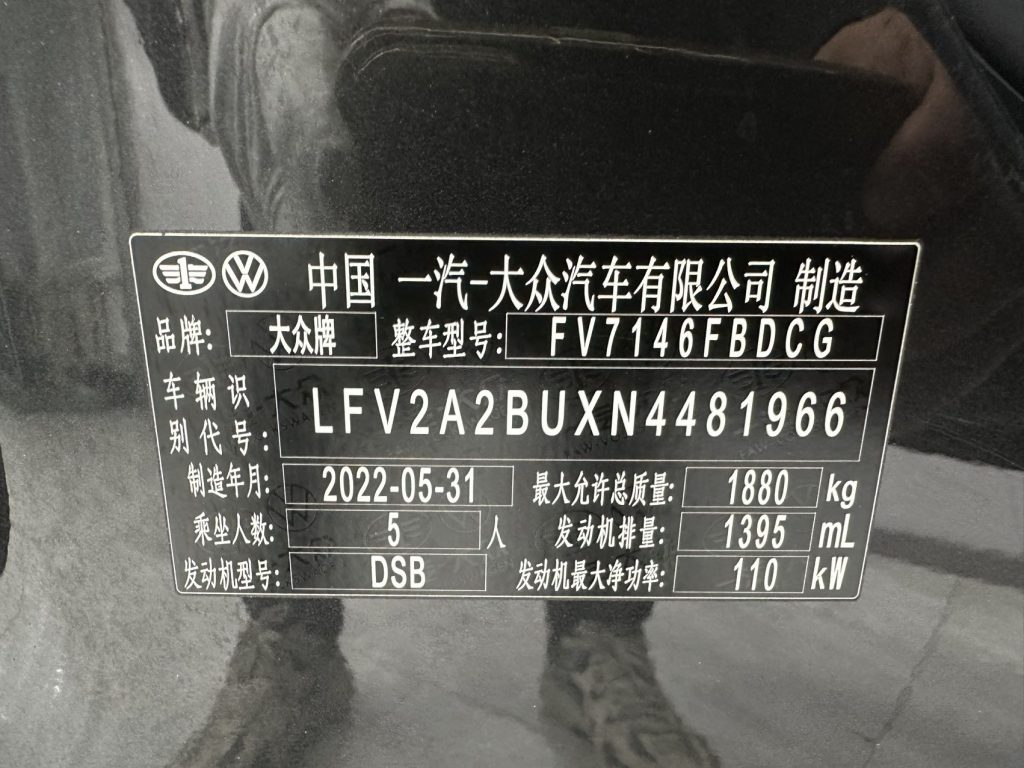 中国 一汽-大众汽车有限公司 制造
品牌: 大众牌 整车型号: FV7146FBDCG
车辆识别代号: LFV2A2BUXN4481966
制造年月: 2022-05-31 最大允许总质量: 1880 kg
乘坐人数: 5 人 发动机排量: 1395 mL
发动机型号: DSB 发动机最大净功率: 110 kW